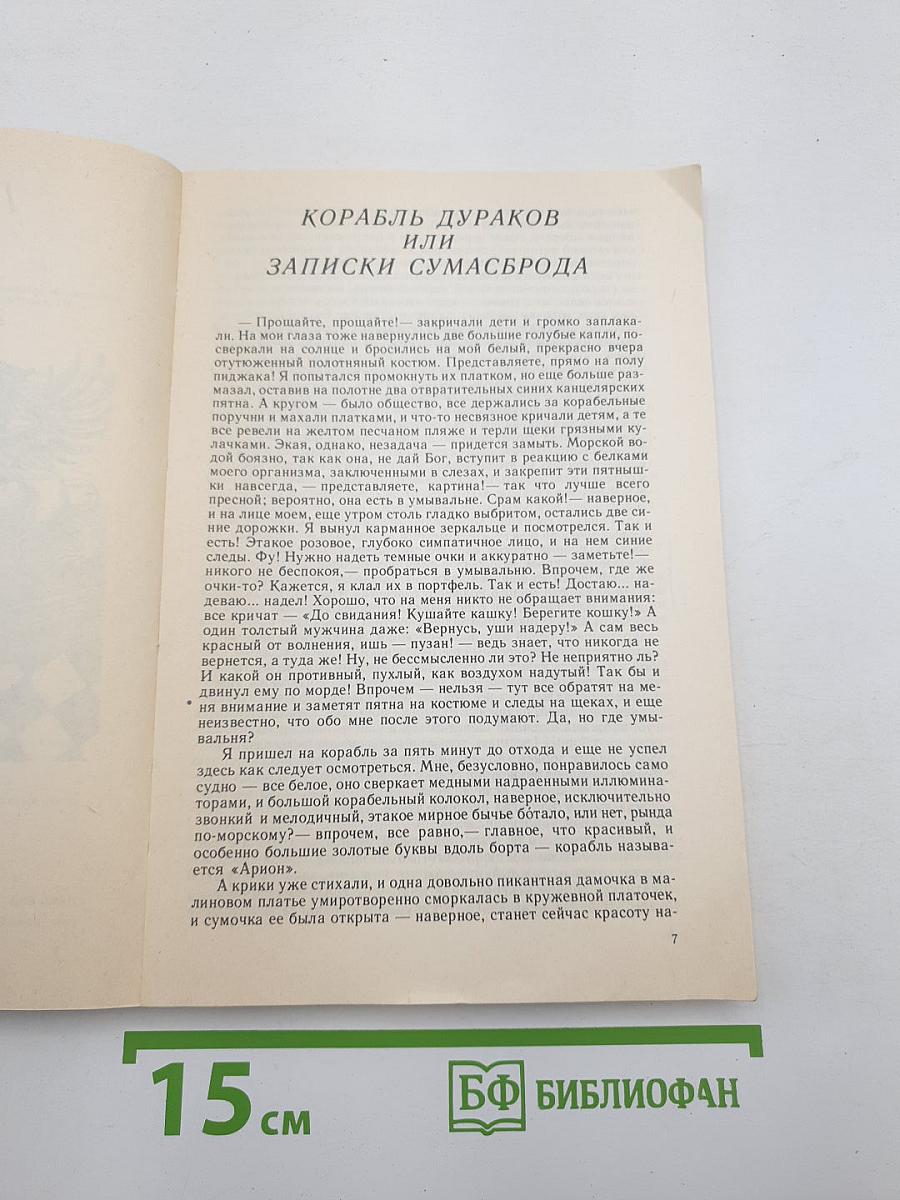 КОРАБЛЬ ДУРАКОВ
ИЛИ
ЗАПИСКИ СУМАСБРОДА
— Прощайте, прощайте!— закричали дети и громко заплака-
ли. На мои глаза тоже навернулись две большие голубые капли, по-
сверкали на солнце и бросились на мой белый, прекрасно вчера
отутюженный полотняный костюм. Представляете, прямо на полу
пиджака! Я попытался промокнуть их платком, но еще больше раз-
мазал, оставив на полотне два отвратительных синих канцелярских
пятна. А кругом — было общество, все держались за корабельные
поручни и махали платками, и что-то несвязное кричали детям, а те
все ревели на желтом песчаном пляже и терли щеки грязными ку-
лачками. Экая, однако, незадача — придется замыть. Морской во-
дой боязно, так как она, не дай Бог, вступит в реакцию с белками
моего организма, заключенными в слезах, и закрепит эти пятныш-
ки навсегда, — представляете, картина!— так что лучше всего
пресной; вероятно, она есть в умывальне. Срам какой!— наверное,
и на лице моем, еще утром столь гладко выбритом, остались две си-
ние дорожки. Я вынул карманное зеркальце и посмотрелся. Так и
есть! Этакое розовое, глубоко симпатичное лицо, и на нем синие
следы. Фу! Нужно надеть темные очки и аккуратно — заметьте!—
никого не беспокоя,— пробраться в умывальню. Впрочем, где же
очки-то? Кажется, я клал их в портфель. Так и есть! Достаю... на-
деваю... надел! Хорошо, что на меня никто не обращает внимания:
все кричат — «До свидания! Кушайте кашку! Берегите кошку!» А
один толстый мужчина даже: «Вернусь, уши надеру!» А сам весь
красный от волнения, ишь — пузан! — ведь знает, что никогда не
вернется, а туда же! Ну, не бессмысленно ли это? Не неприятно ль?
И какой он противный, пухлый, как воздухом надутый! Так бы и
двинул ему по морде! Впрочем — нельзя — тут все обратят на ме-
ня внимание и заметят пятна на костюме и следы на щеках, и еще
неизвестно, что обо мне после этого подумают. Да, но где умы-
вальня?
Я пришел на корабль за пять минут до отхода и еще не успел
здесь как следует осмотреться. Мне, безусловно, понравилось само
судно — все белое, оно сверкает медными надраенными иллюмина-
торами, и большой корабельный колокол, наверное, исключительно
звонкий и мелодичный, этакое мирное бычье бо́тало, или нет, рында
по-морскому?— впрочем, все равно,— главное, что красивый, и
особенно большие золотые буквы вдоль борта — корабль называ-
ется «Арион».
А крики уже стихали, и одна довольно пикантная дамочка в ма-
линовом платье умиротворенно сморкалась в кружевной платочек,
и сумочка ее была открыта — наверное, станет сейчас красоту на-
7
15 см
БФ БИБЛИОФАН